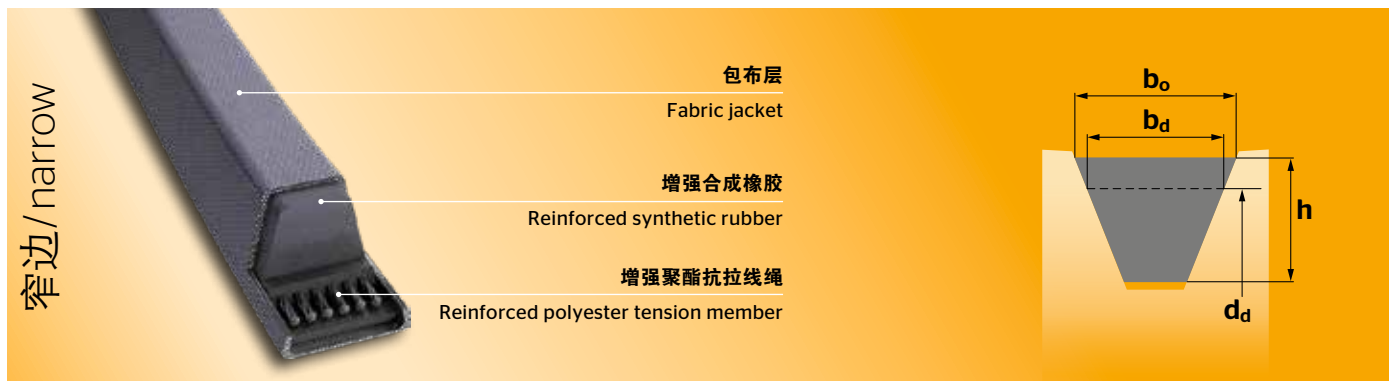 窄边/narrow
包布层
Fabric jacket
增强合成橡胶
Reinforced synthetic rubber
增强聚酯抗拉线绳
Reinforced polyester tension member
bo
bd
h
dd